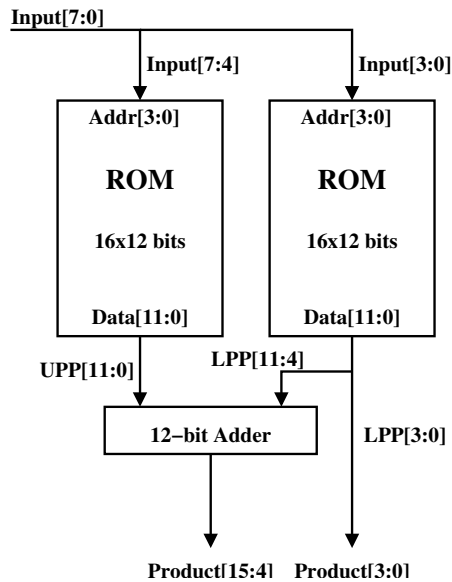 Input[7:0]
Input[7:4] Input[3:0]
Addr[3:0] Addr[3:0]
ROM ROM
16x12 bits 16x12 bits
Data[11:0] Data[11:0]
UPP[11:0] LPP[11:4]
12−bit Adder LPP[3:0]
Product[15:4] Product[3:0]